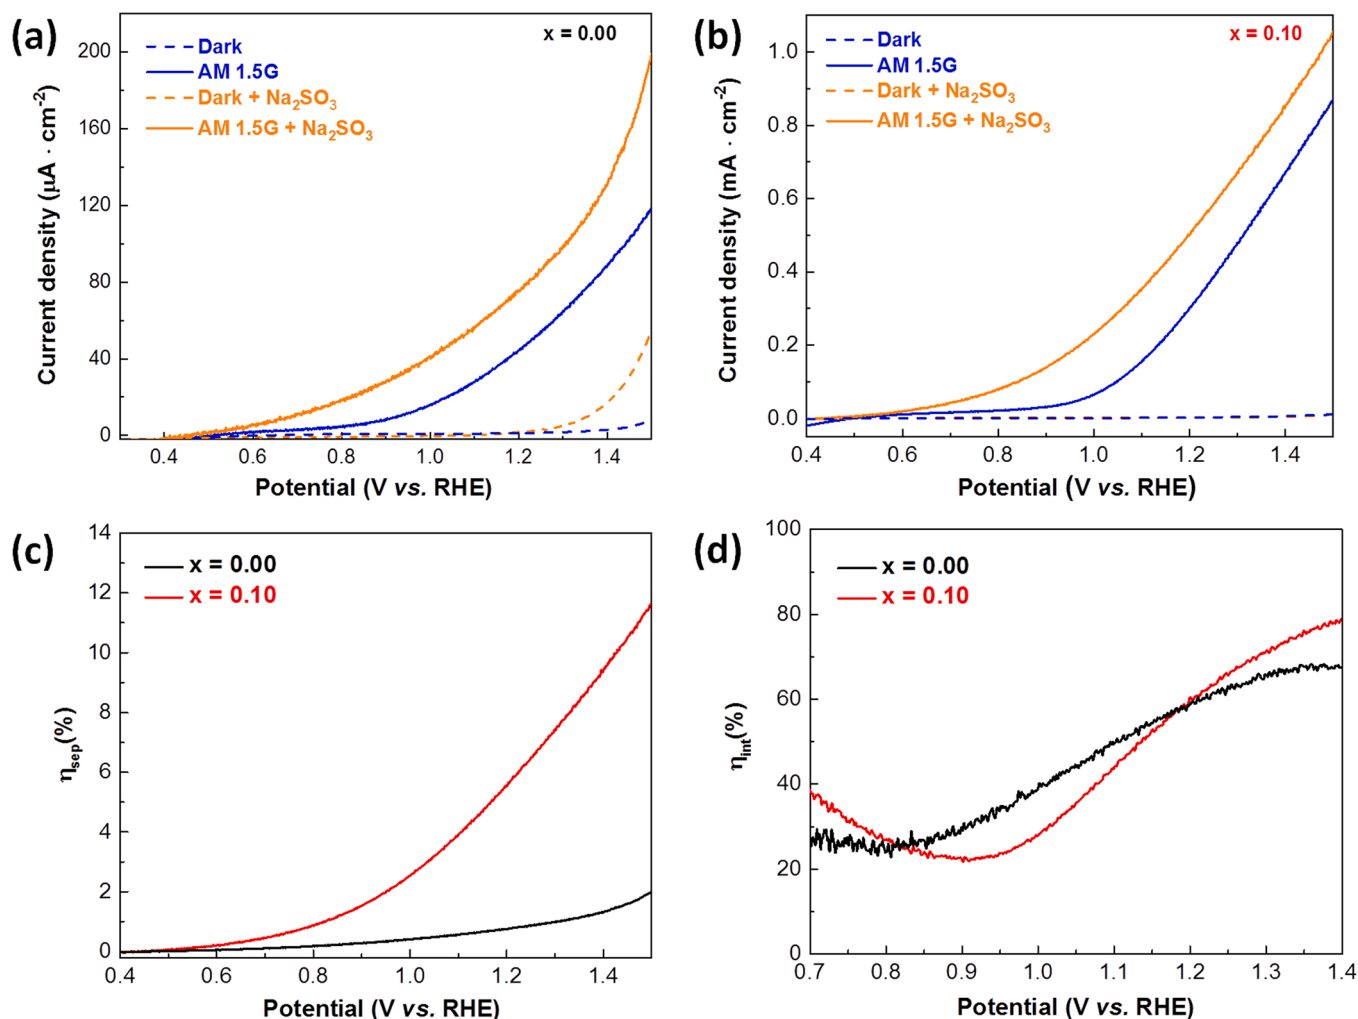 (a)
x = 0.00
Dark
AM 1.5G
Dark + Na₂SO₃
AM 1.5G + Na₂SO₃
200
160
120
80
40
0
0.4 0.6 0.8 1.0 1.2 1.4
Current density (μA · cm⁻²)
Potential (V vs. RHE)
(b)
x = 0.10
Dark
AM 1.5G
Dark + Na₂SO₃
AM 1.5G + Na₂SO₃
1.0
0.8
0.6
0.4
0.2
0.0
0.4 0.6 0.8 1.0 1.2 1.4
Current density (mA · cm⁻²)
Potential (V vs. RHE)
(c)
x = 0.00
x = 0.10
14
12
10
8
6
4
2
0
0.4 0.6 0.8 1.0 1.2 1.4
ηsep(%)
Potential (V vs. RHE)
(d)
x = 0.00
x = 0.10
100
80
60
40
20
0
0.7 0.8 0.9 1.0 1.1 1.2 1.3 1.4
ηint(%)
Potential (V vs. RHE)